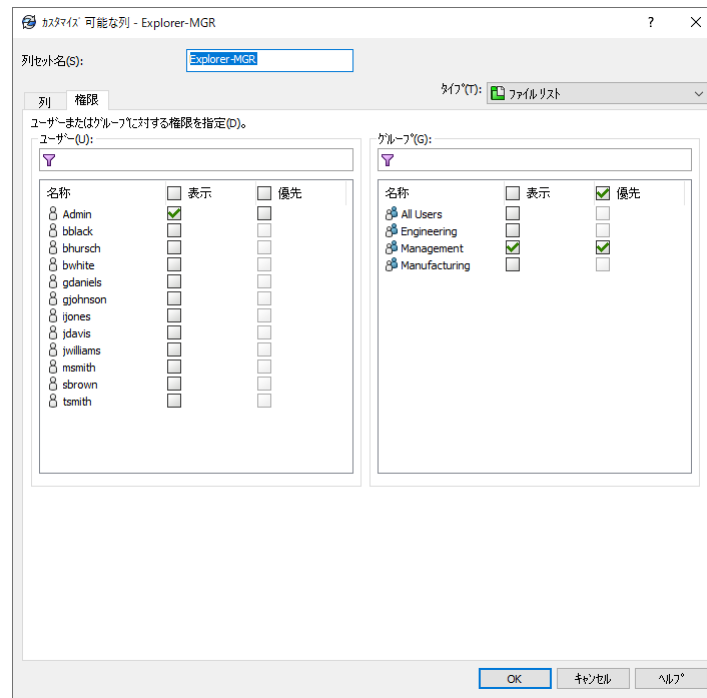 ｶｽﾀﾏｲｽﾞ 可能な列 - Explorer-MGR
列ｾｯﾄ名(S): Explorer-MGR
ﾀｲﾌﾟ(T): ﾌｧｲﾙ ﾘｽﾄ
列 権限
ﾕｰｻﾞｰまたはｸﾞﾙｰﾌﾟに対する権限を指定(D)。
ﾕｰｻﾞｰ(U):
名称 表示 優先
Admin
bblack
bhursch
bwhite
gdaniels
gjohnson
ijones
jdavis
jwilliams
msmith
sbrown
tsmith
ｸﾞﾙｰﾌﾟ(G):
名称 表示 優先
All Users
Engineering
Management
Manufacturing
OK ｷｬﾝｾﾙ ﾍﾙﾌﾟ